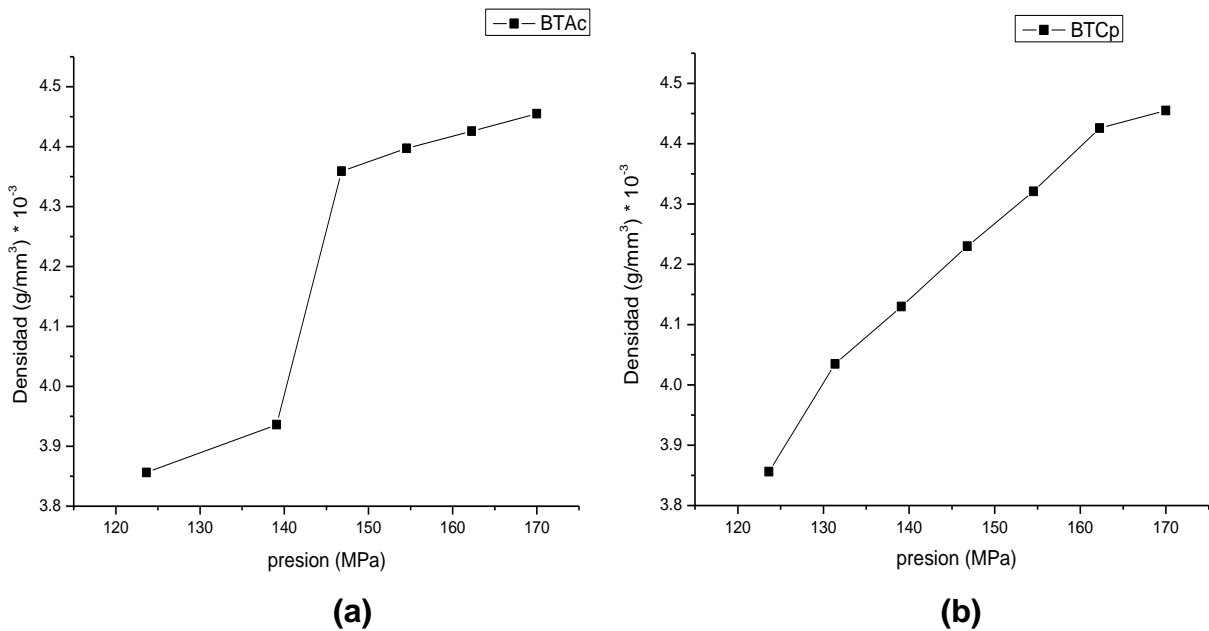 BTAc
4.5
4.4
4.3
4.2
4.1
4.0
3.9
3.8
Densidad (g/mm³) * 10⁻³
120 130 140 150 160 170
presion (MPa)
(a)
BTCp
4.5
4.4
4.3
4.2
4.1
4.0
3.9
3.8
Densidad (g/mm³) * 10⁻³
120 130 140 150 160 170
presion (MPa)
(b)